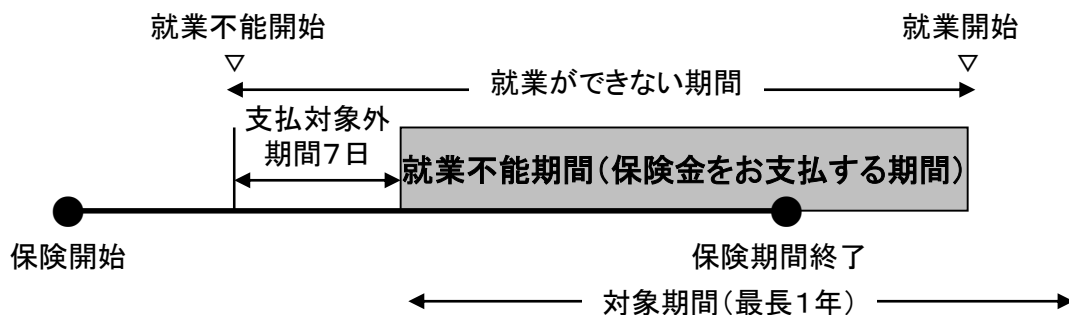 就業不能開始
就業開始
▽
▽
就業ができない期間
支払対象外
期間7日
就業不能期間(保険金をお支払する期間)
保険開始
保険期間終了
対象期間(最長1年)